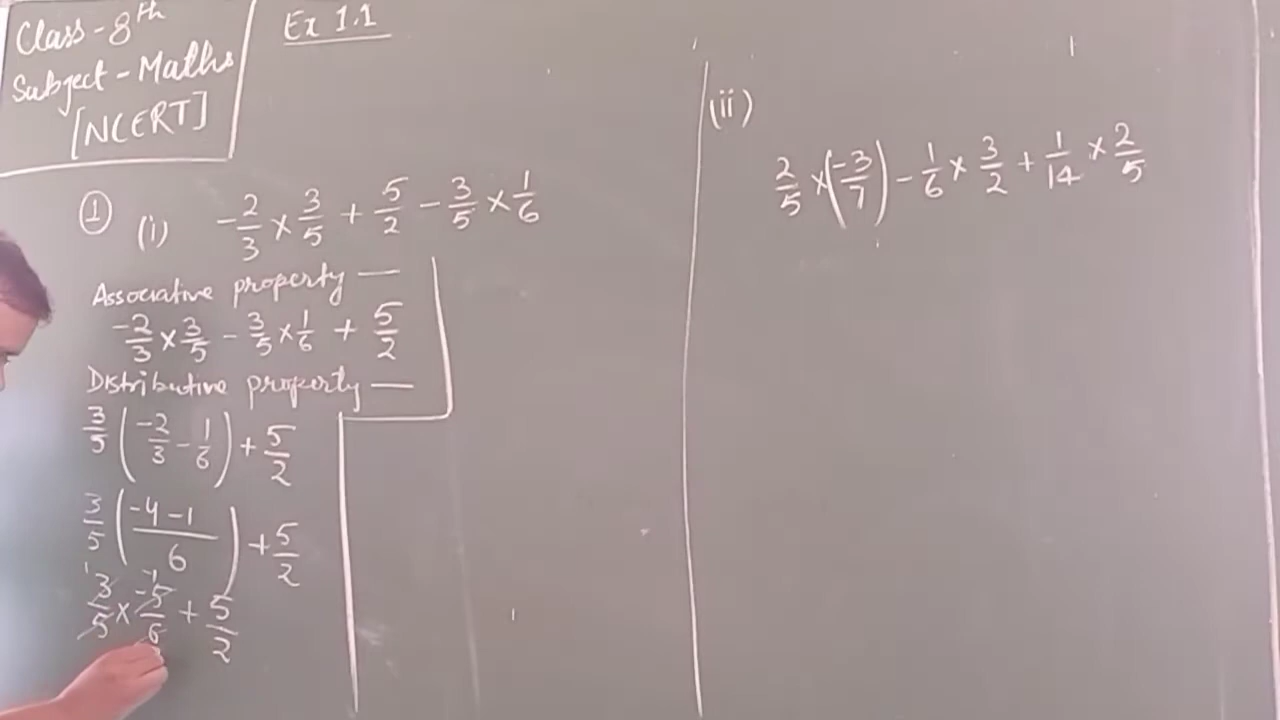 Class - 8th
Subject - Maths
[NCERT]
Ex 1.1
① (i) -2/3 × 3/5 + 5/2 - 3/5 × 1/6
Associative property —
-2/3 × 3/5 - 3/5 × 1/6 + 5/2
Distributive property —
3/5 (-2/3 - 1/6) + 5/2
3/5 ((-4 - 1)/6) + 5/2
1 -1
3/5 × -5/6 + 5/2
(ii)
2/5 × (-3/7) - 1/6 × 3/2 + 1/14 × 2/5